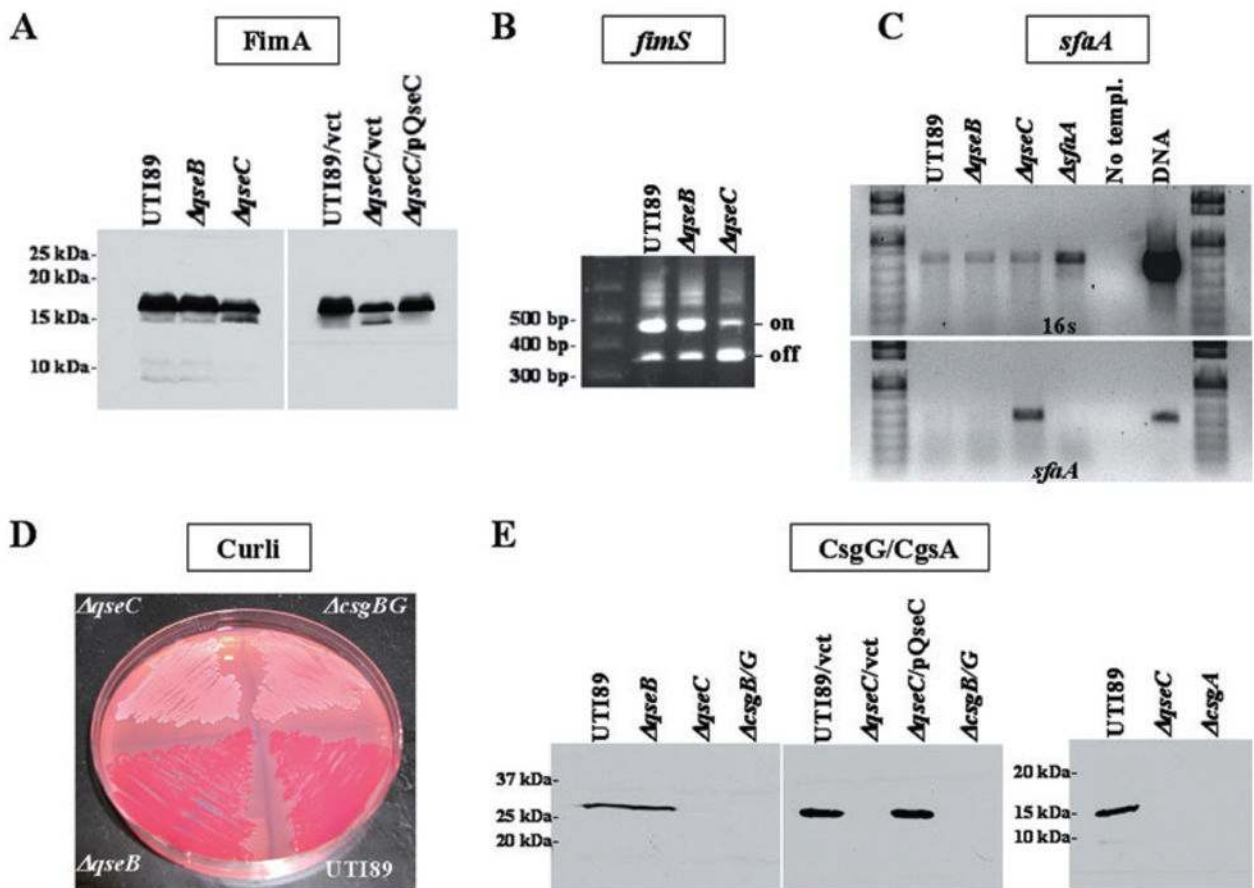 A
FimA
UTI89
ΔqseB
ΔqseC
UTI89/vct
ΔqseC/vct
ΔqseC/pQseC
25 kDa-
20 kDa-
15 kDa-
10 kDa-
B
fimS
UTI89
ΔqseB
ΔqseC
500 bp-
400 bp-
300 bp-
- on
- off
C
sfaA
UTI89
ΔqseB
ΔqseC
ΔsfaA
No templ.
DNA
16s
sfaA
D
Curli
ΔqseC
ΔcsgBG
ΔqseB
UTI89
E
CsgG/CgsA
UTI89
ΔqseB
ΔqseC
ΔcsgB/G
37 kDa-
25 kDa-
20 kDa-
UTI89/vct
ΔqseC/vct
ΔqseC/pQseC
ΔcsgB/G
UTI89
ΔqseC
ΔcsgA
20 kDa-
15 kDa-
10 kDa-